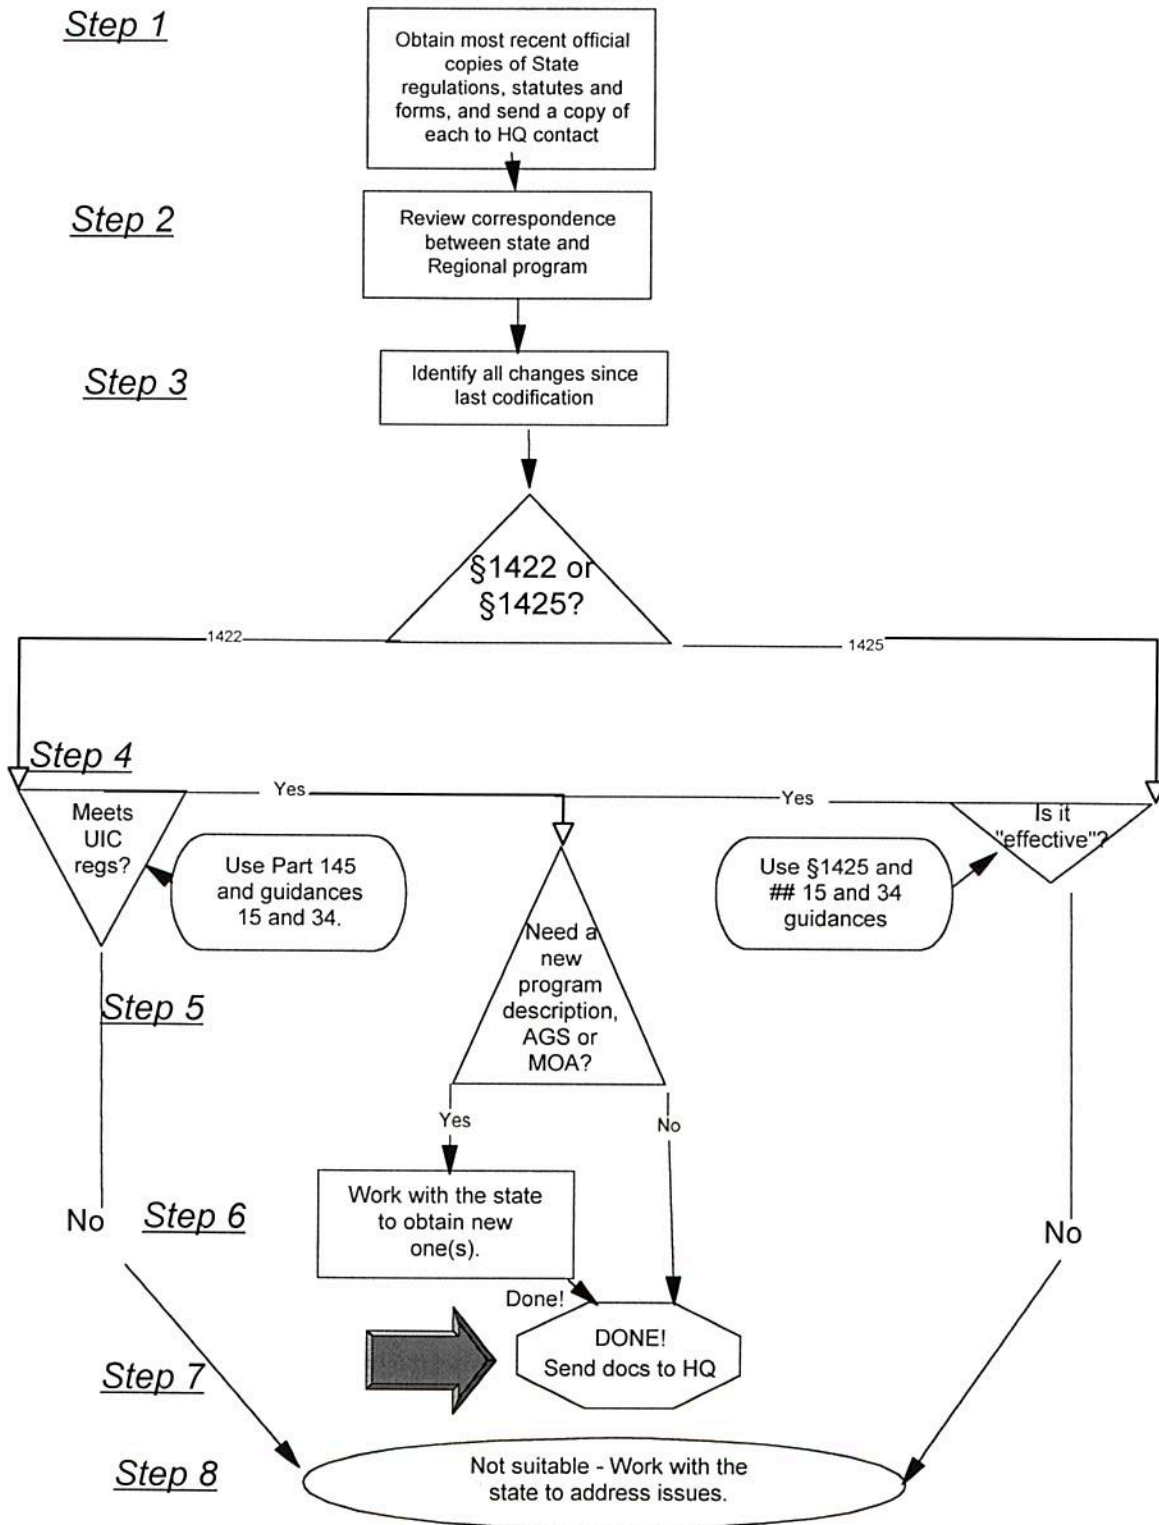 Step 1
Obtain most recent official
copies of State
regulations, statutes and
forms, and send a copy of
each to HQ contact
Step 2
Review correspondence
between state and
Regional program
Step 3
Identify all changes since
last codification
§1422 or
§1425?
1422
1425
Step 4
Meets
UIC
regs?
Yes
Yes
Is it
"effective"?
Use Part 145
and guidances
15 and 34.
Use §1425 and
## 15 and 34
guidances
Need a
new
program
description,
AGS or
MOA?
Step 5
Yes
No
Work with the state
to obtain new
one(s).
No
Step 6
No
Done!
DONE!
Send docs to HQ
Step 7
Step 8
Not suitable - Work with the
state to address issues.